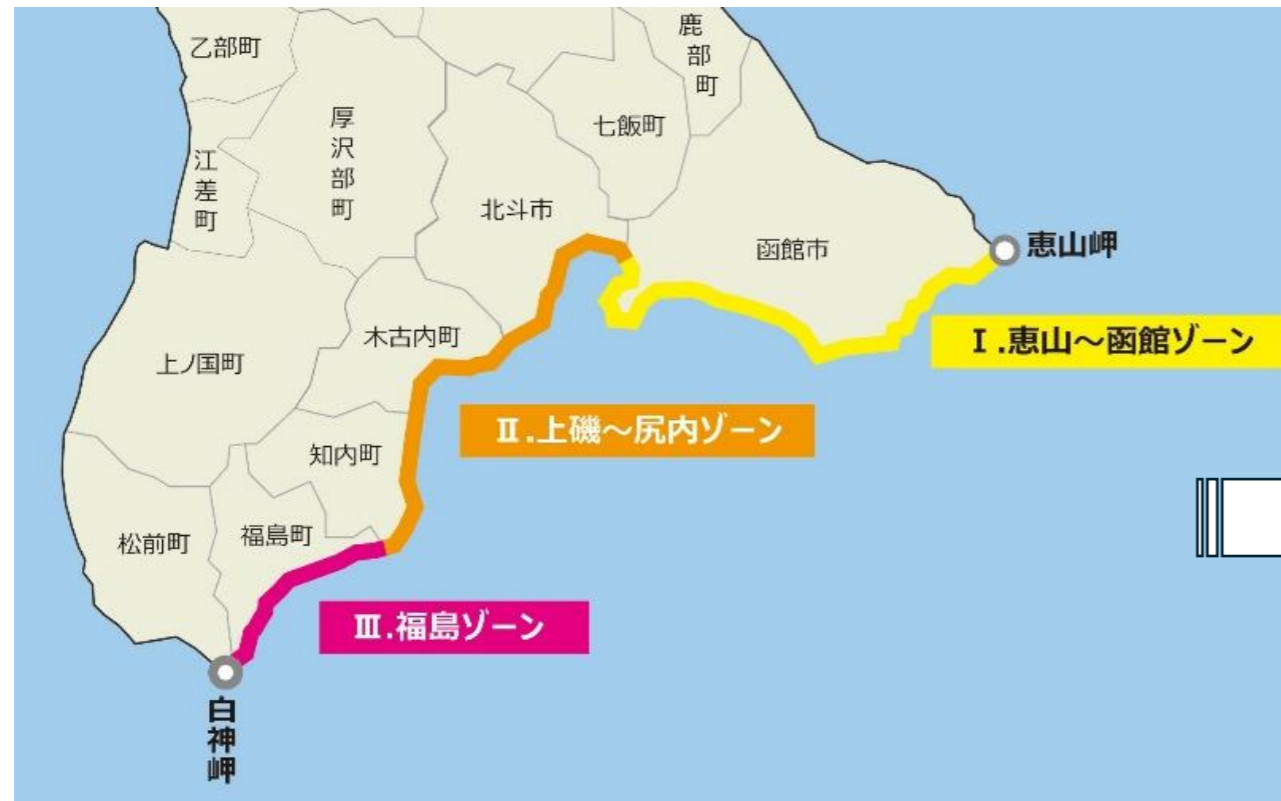 鹿部町
乙部町
厚沢部町
七飯町
江差町
北斗市
函館市
恵山岬
Ⅰ.恵山～函館ゾーン
木古内町
上ノ国町
Ⅱ.上磯～尻内ゾーン
知内町
松前町
福島町
Ⅲ.福島ゾーン
白神岬